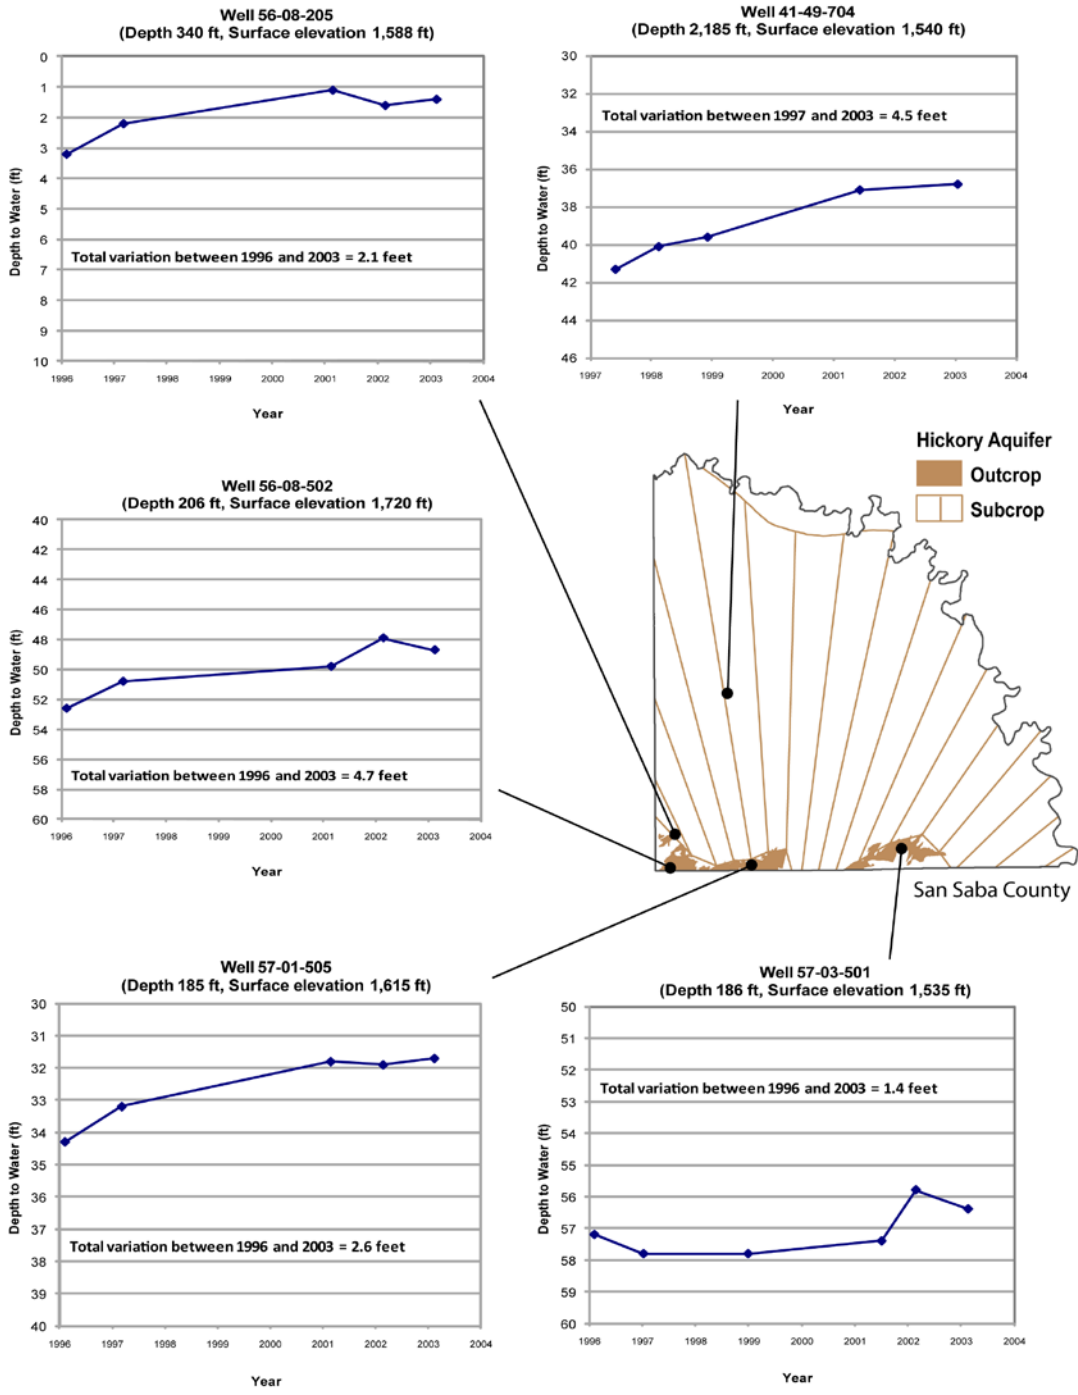 Well 56-08-205
(Depth 340 ft, Surface elevation 1,588 ft)
0
1
2
3
4
5
6
7
8
9
10
Depth to Water (ft)
Total variation between 1996 and 2003 = 2.1 feet
1996 1997 1998 1999 2000 2001 2002 2003 2004
Year
Well 41-49-704
(Depth 2,185 ft, Surface elevation 1,540 ft)
30
32
34
36
38
40
42
44
46
Depth to Water (ft)
Total variation between 1997 and 2003 = 4.5 feet
1997 1998 1999 2000 2001 2002 2003 2004
Year
Hickory Aquifer
Outcrop
Subcrop
San Saba County
Well 56-08-502
(Depth 206 ft, Surface elevation 1,720 ft)
40
42
44
46
48
50
52
54
56
58
60
Depth to Water (ft)
Total variation between 1996 and 2003 = 4.7 feet
1996 1997 1998 1999 2000 2001 2002 2003 2004
Year
Well 57-01-505
(Depth 185 ft, Surface elevation 1,615 ft)
30
31
32
33
34
35
36
37
38
39
40
Depth to Water (ft)
Total variation between 1996 and 2003 = 2.6 feet
1996 1997 1998 1999 2000 2001 2002 2003 2004
Year
Well 57-03-501
(Depth 186 ft, Surface elevation 1,535 ft)
50
51
52
53
54
55
56
57
58
59
60
Depth to Water (ft)
Total variation between 1996 and 2003 = 1.4 feet
1996 1997 1998 1999 2000 2001 2002 2003 2004
Year